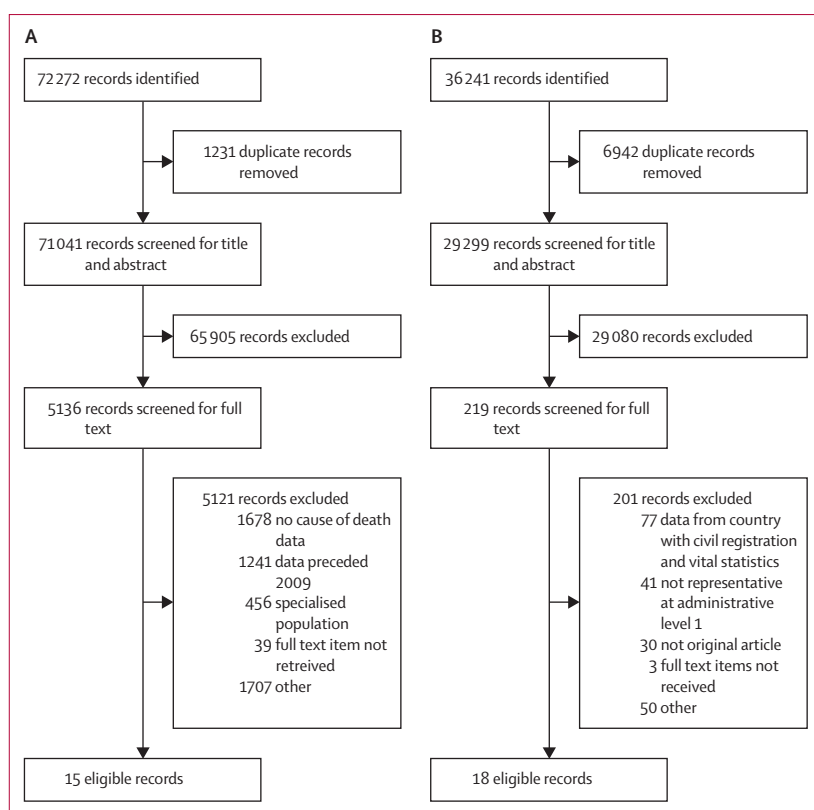 A
72 272 records identified
1231 duplicate records
removed
71 041 records screened for title
and abstract
65 905 records excluded
5136 records screened for full
text
5121 records excluded
1678 no cause of death
data
1241 data preceded
2009
456 specialised
population
39 full text item not
retreived
1707 other
15 eligible records
B
36 241 records identified
6942 duplicate records
removed
29 299 records screened for title
and abstract
29 080 records excluded
219 records screened for full
text
201 records excluded
77 data from country
with civil registration
and vital statistics
41 not representative
at administrative
level 1
30 not original article
3 full text items not
received
50 other
18 eligible records